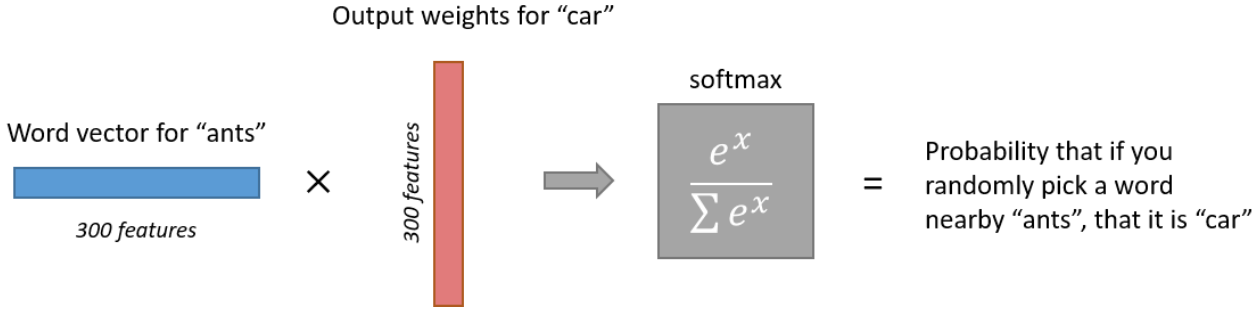 Output weights for “car”
softmax
Word vector for “ants”
300 features
×
300 features
e^x
∑ e^x
=
Probability that if you
randomly pick a word
nearby “ants”, that it is “car”